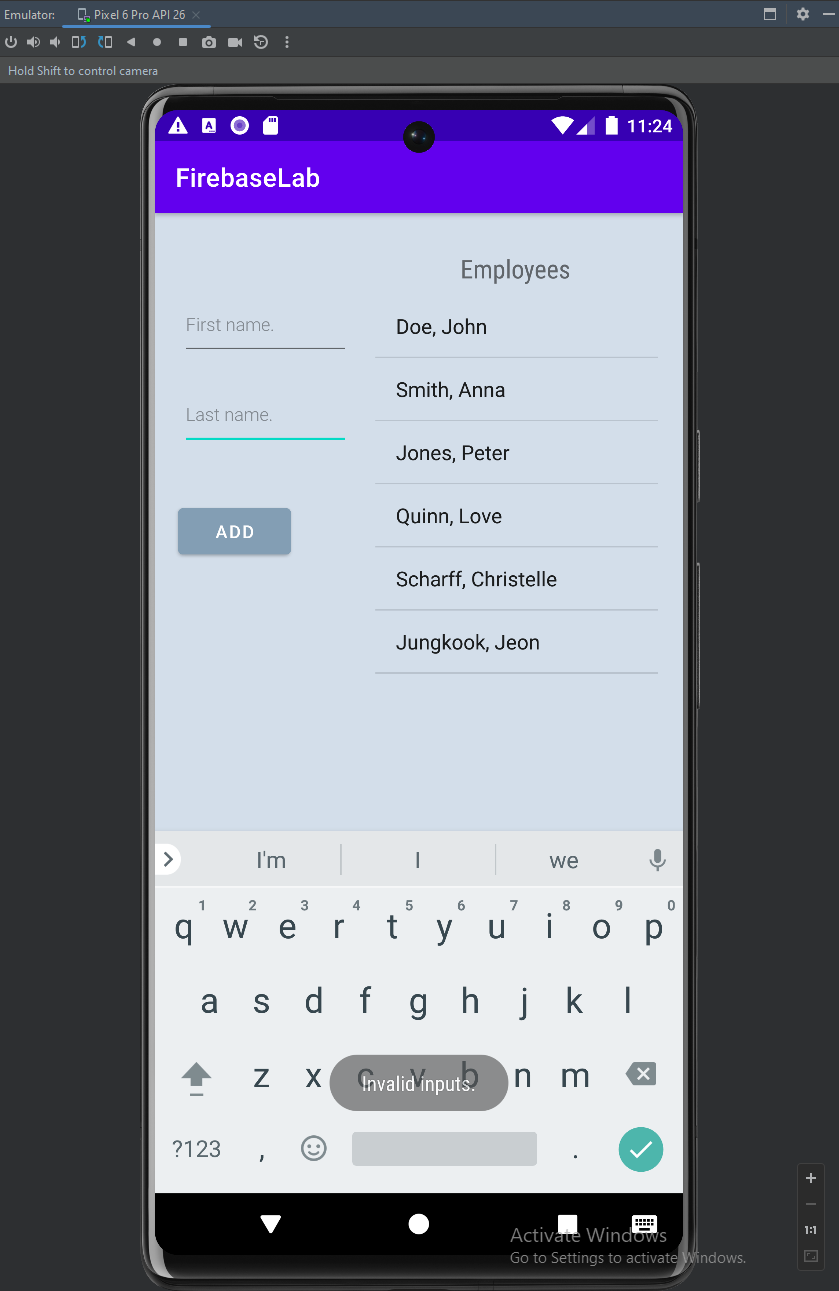 Emulator: Pixel 6 Pro API 26
Hold Shift to control camera
A 11:24
FirebaseLab
Employees
First name.
Doe, John
Smith, Anna
Last name.
Jones, Peter
Quinn, Love
ADD
Scharff, Christelle
Jungkook, Jeon
I'm I we
1 2 3 4 5 6 7 8 9 0
q w e r t y u i o p
a s d f g h j k l
z x c v b n m
Invalid inputs.
?123 , .
1:1
Activate Windows
Go to Settings to activate Windows.